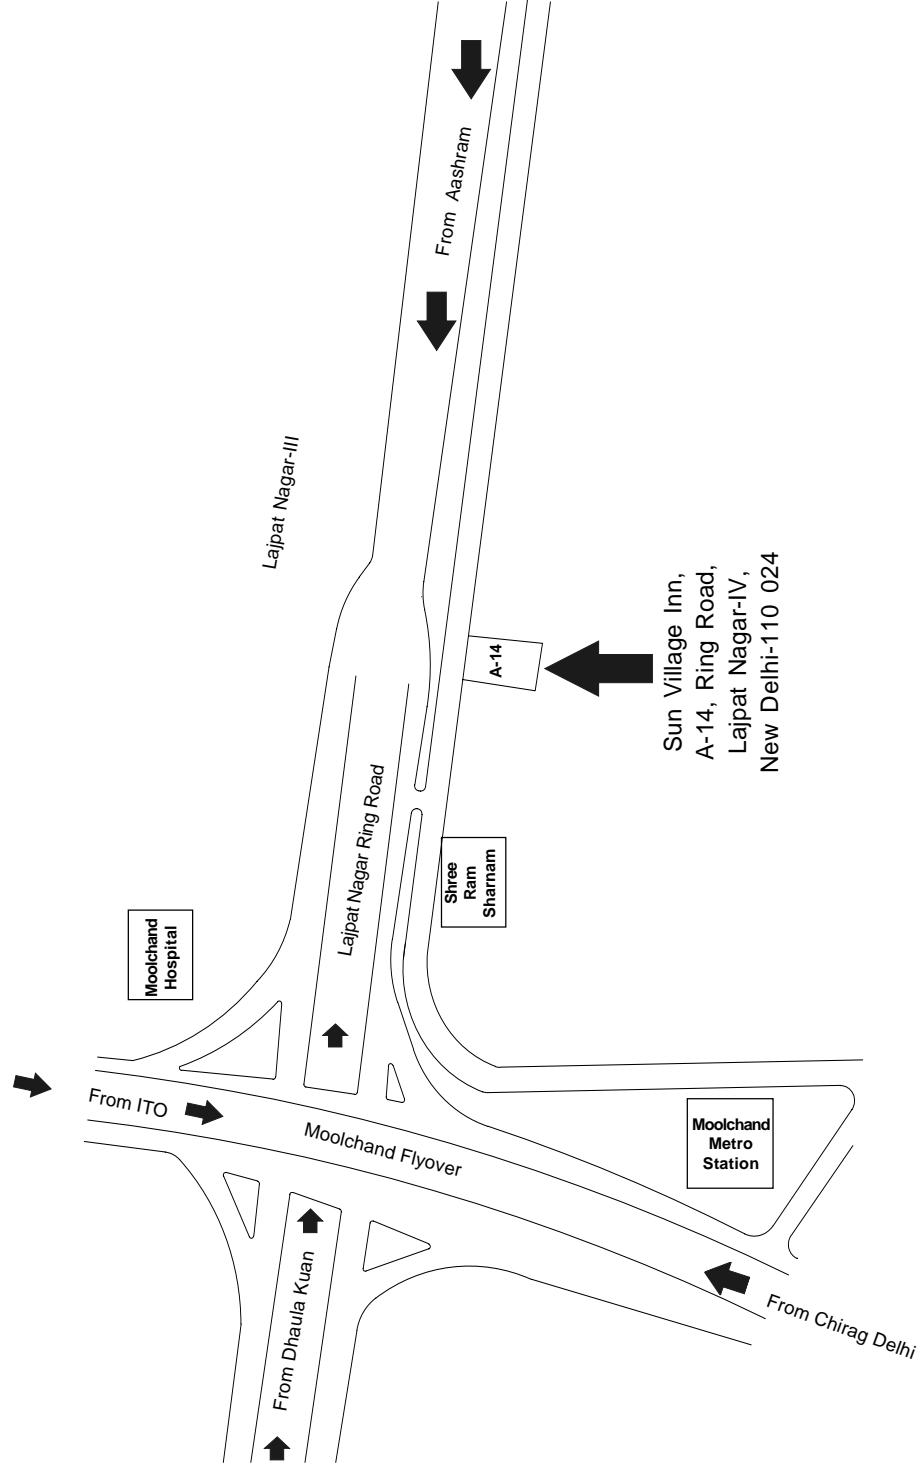 From Aashram
Lajpat Nagar-III
Sun Village Inn,
A-14, Ring Road,
Lajpat Nagar-IV,
New Delhi-110 024
A-14
Lajpat Nagar Ring Road
Shree
Ram
Sharnam
Moolchand
Hospital
From ITO
Moolchand Flyover
Moolchand
Metro
Station
From Dhaula Kuan
From Chirag Delhi